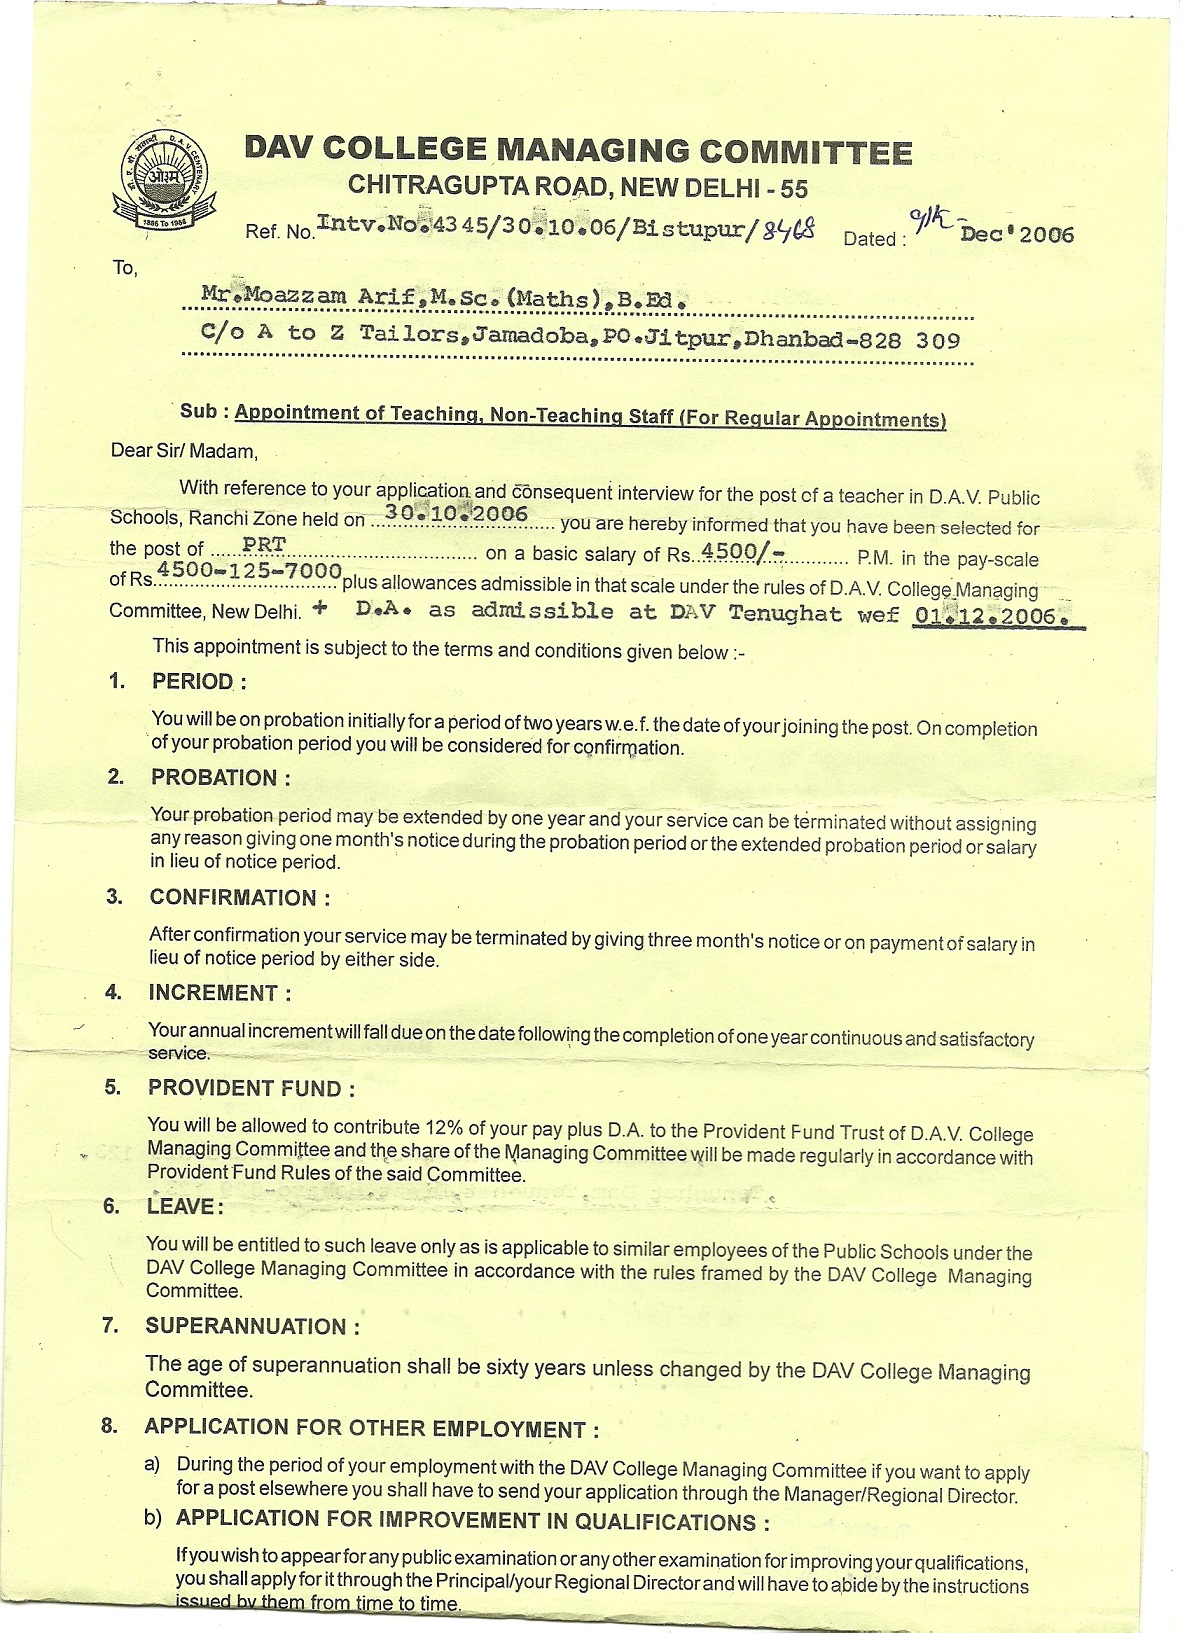 डी. ए. वी. शताब्दी D. A. V. CENTENARY
ओ३म्
1886 To 1986
DAV COLLEGE MANAGING COMMITTEE
CHITRAGUPTA ROAD, NEW DELHI - 55
Ref. No. Intv.No.4345/30.10.06/Bistupur/8468 Dated : Dec' 2006
To,
Mr.Moazzam Arif,M.Sc.(Maths),B.Ed.
C/o A to Z Tailors,Jamadoba,PO.Jitpur,Dhanbad-828 309
Sub : Appointment of Teaching, Non-Teaching Staff (For Regular Appointments)
Dear Sir/ Madam,
With reference to your application and consequent interview for the post of a teacher in D.A.V. Public
Schools, Ranchi Zone held on 30.10.2006 you are hereby informed that you have been selected for
the post of PRT on a basic salary of Rs. 4500/- P.M. in the pay-scale
of Rs. 4500-125-7000 plus allowances admissible in that scale under the rules of D.A.V. College Managing
Committee, New Delhi. + D.A. as admissible at DAV Tenughat wef 01.12.2006.
This appointment is subject to the terms and conditions given below :-
1. PERIOD :
You will be on probation initially for a period of two years w.e.f. the date of your joining the post. On completion
of your probation period you will be considered for confirmation.
2. PROBATION :
Your probation period may be extended by one year and your service can be terminated without assigning
any reason giving one month's notice during the probation period or the extended probation period or salary
in lieu of notice period.
3. CONFIRMATION :
After confirmation your service may be terminated by giving three month's notice or on payment of salary in
lieu of notice period by either side.
4. INCREMENT :
Your annual increment will fall due on the date following the completion of one year continuous and satisfactory
service.
5. PROVIDENT FUND :
You will be allowed to contribute 12% of your pay plus D.A. to the Provident Fund Trust of D.A.V. College
Managing Committee and the share of the Managing Committee will be made regularly in accordance with
Provident Fund Rules of the said Committee.
6. LEAVE :
You will be entitled to such leave only as is applicable to similar employees of the Public Schools under the
DAV College Managing Committee in accordance with the rules framed by the DAV College Managing
Committee.
7. SUPERANNUATION :
The age of superannuation shall be sixty years unless changed by the DAV College Managing
Committee.
8. APPLICATION FOR OTHER EMPLOYMENT :
a) During the period of your employment with the DAV College Managing Committee if you want to apply
for a post elsewhere you shall have to send your application through the Manager/Regional Director.
b) APPLICATION FOR IMPROVEMENT IN QUALIFICATIONS :
If you wish to appear for any public examination or any other examination for improving your qualifications,
you shall apply for it through the Principal/your Regional Director and will have to abide by the instructions
issued by them from time to time.